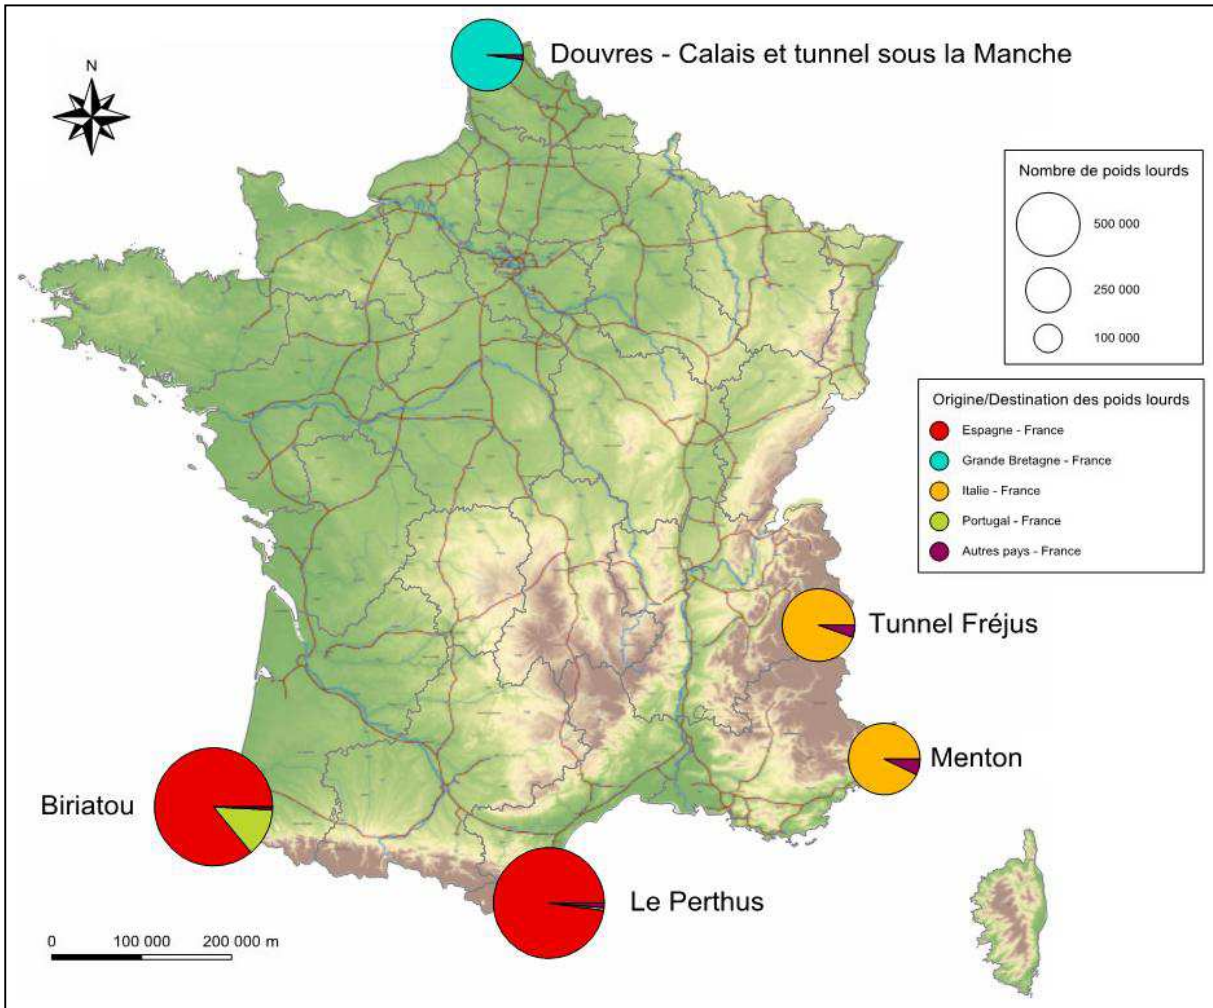 Douvres - Calais et tunnel sous la Manche
N
Nombre de poids lourds
500 000
250 000
100 000
Origine/Destination des poids lourds
Espagne - France
Grande Bretagne - France
Italie - France
Portugal - France
Autres pays - France
Tunnel Fréjus
Menton
Biriatou
Le Perthus
0 100 000 200 000 m